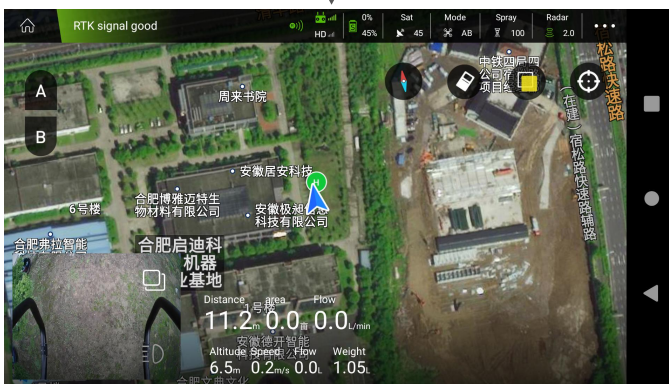 RTK signal good
HD
0%
45%
Sat
45
Mode
AB
Spray
100
Radar
2.0
中铁四局四
项目经
宿松路快速路
(在建)宿松路快速路辅路
A
B
周来书院
安徽居安科技
H
合肥博雅迈特生
物材料有限公司
科技有限公司
6号楼
合肥弗拉智能
合肥启迪科
机器
业基地
1号楼
Distance
area
Flow
11.2m
0.0亩
0.0L/min
安徽德开智能
Altitude
Speed
Flow
Weight
6.5m
0.2m/s
0.0L
1.05L